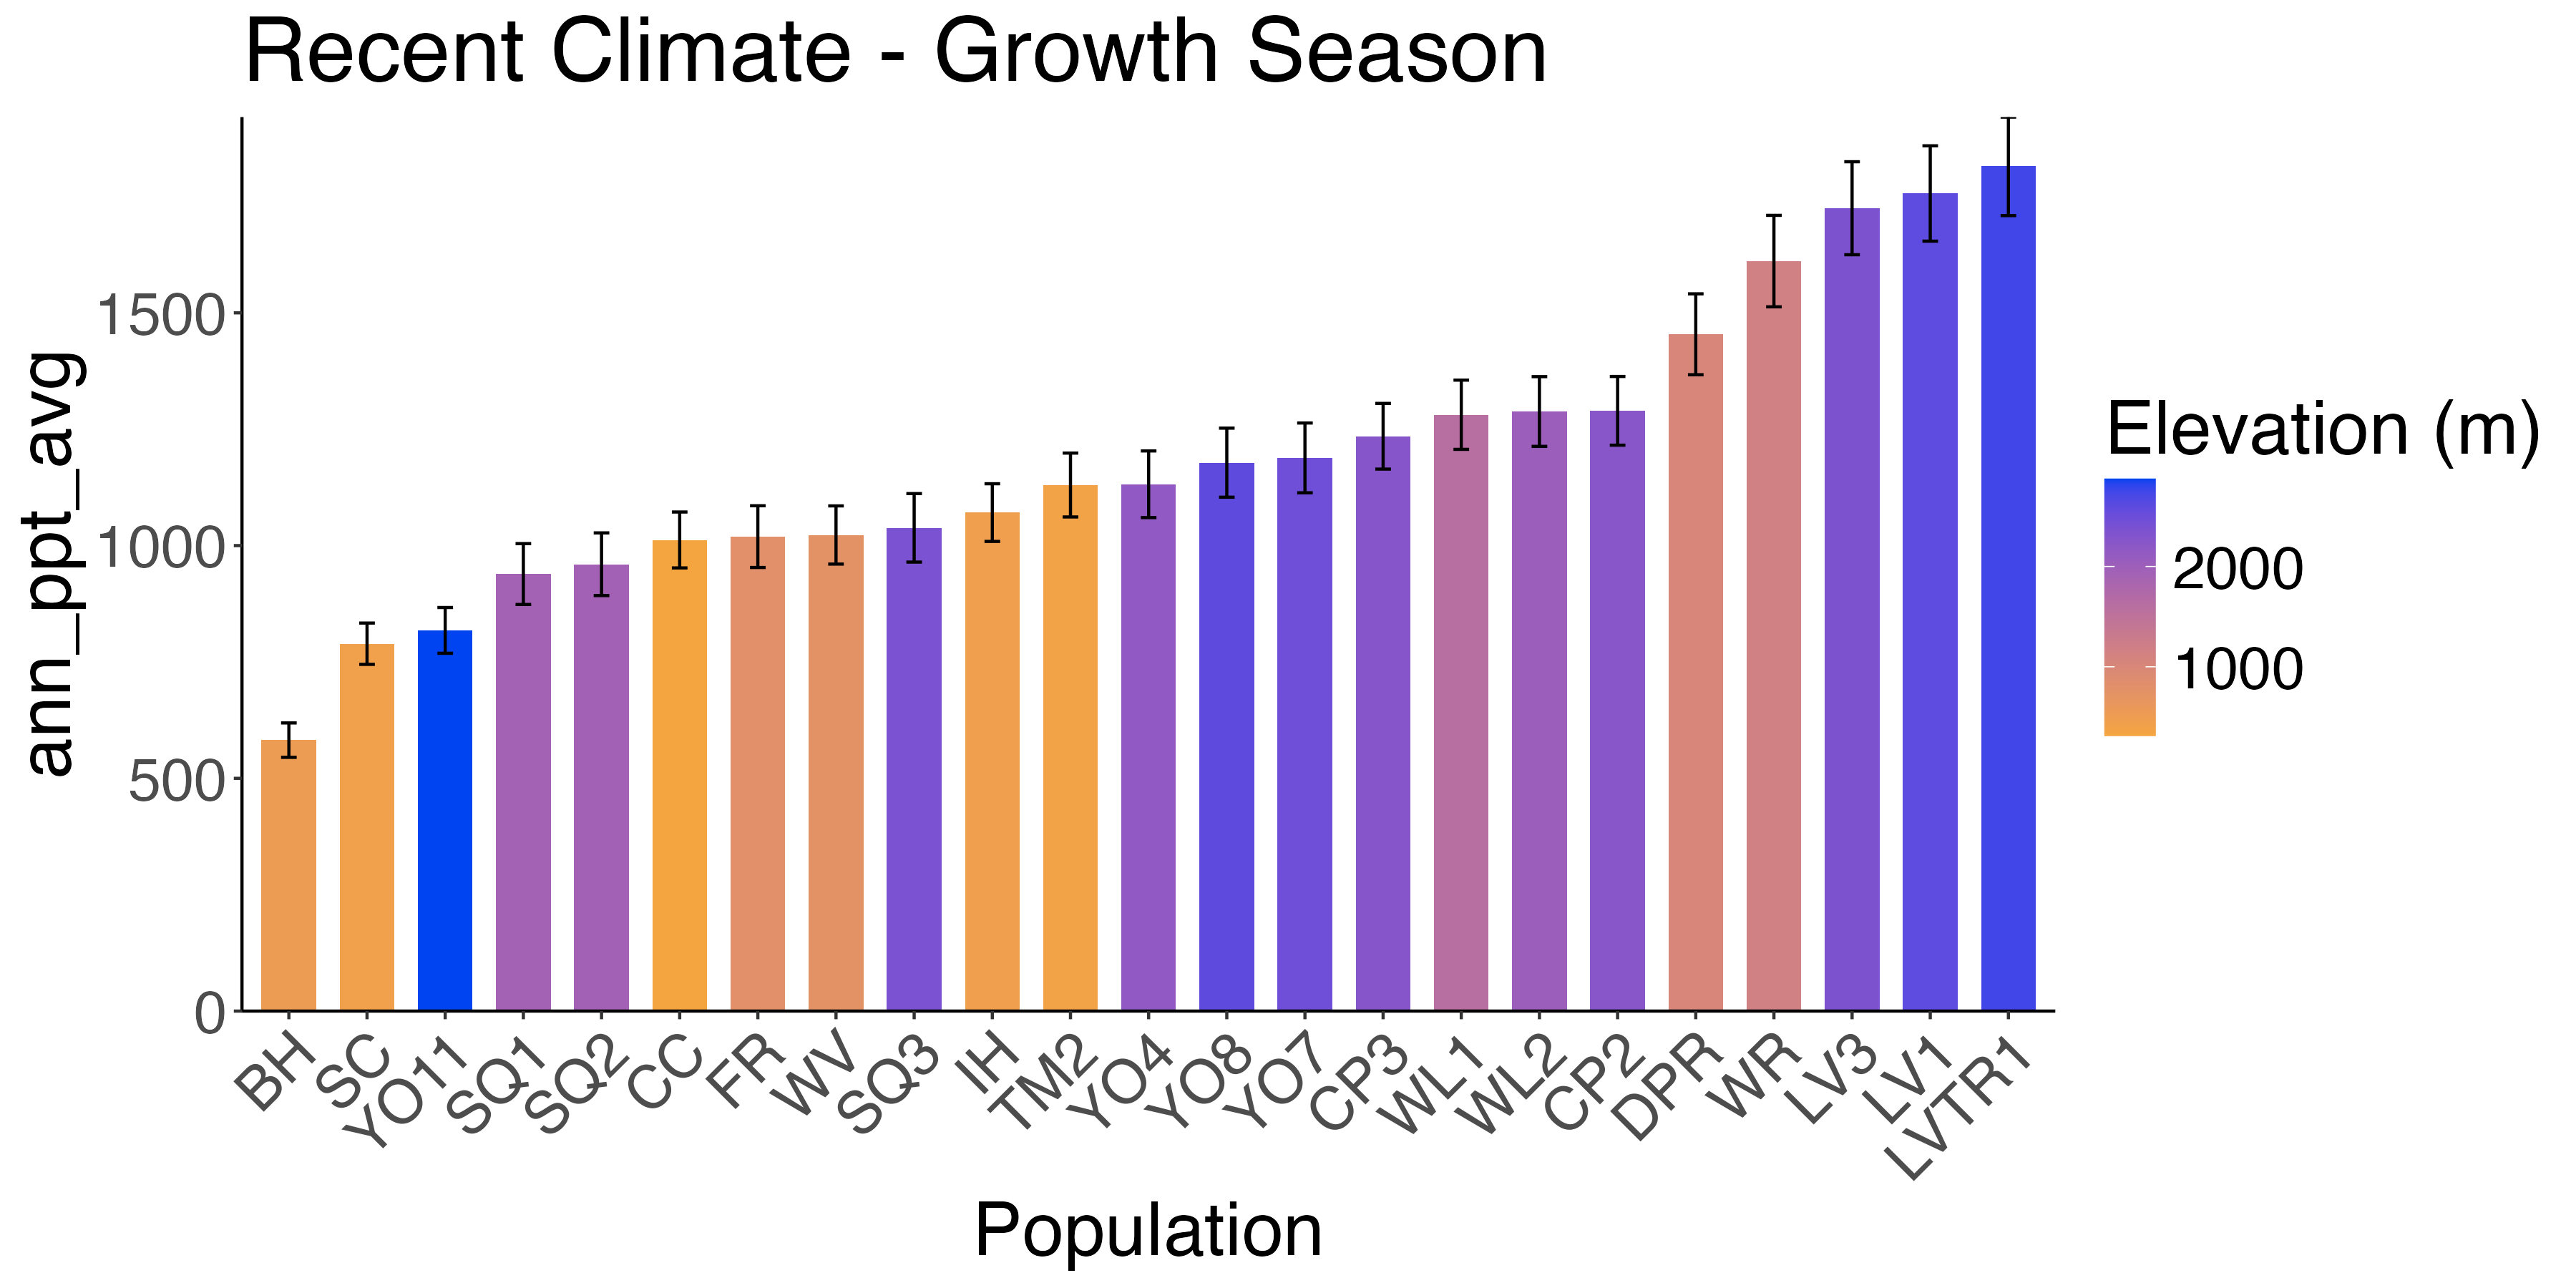 Recent Climate - Growth Season
ann_ppt_avg
1500
1000
500
0
BH
SC
YO11
SQ1
SQ2
CC
FR
WV
SQ3
IH
TM2
YO4
YO8
YO7
CP3
WL1
WL2
CP2
DPR
WR
LV3
LV1
LVTR1
Population
Elevation (m)
2000
1000